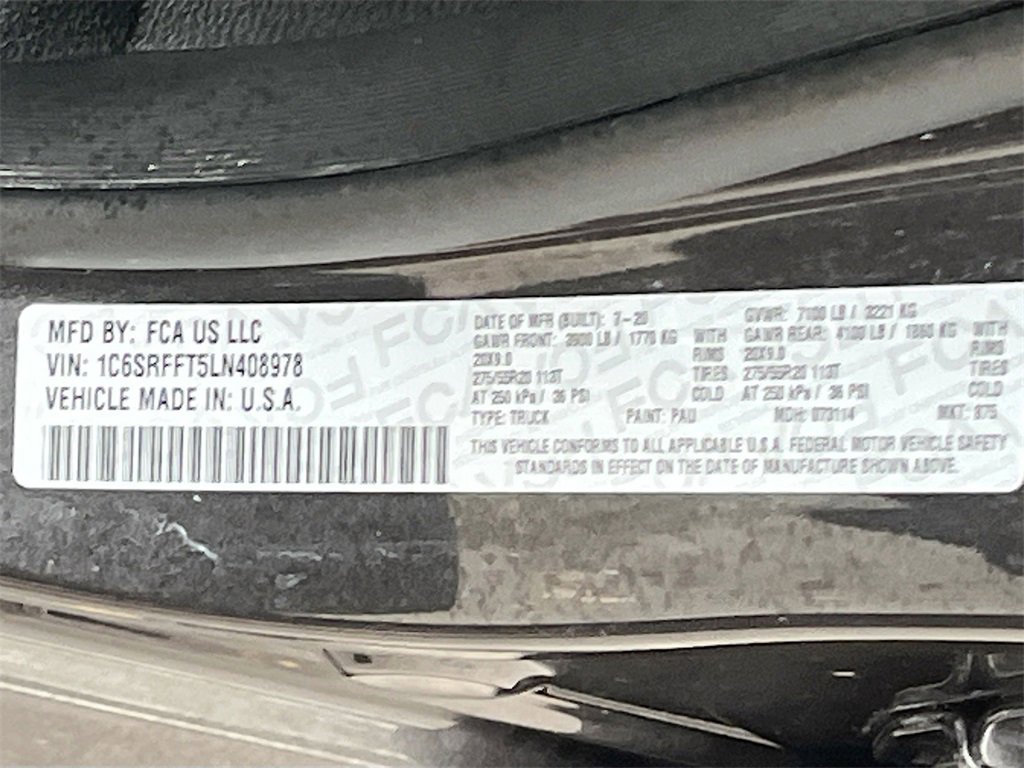 MFD BY: FCA US LLC
VIN: 1C6SRFFT5LN408978
VEHICLE MADE IN: U.S.A.
DATE OF MFR (BUILT): 7-20
GVWR: 7100 LB / 3221 KG
GAWR FRONT: 3900 LB / 1770 KG WITH
20X9.0 RIMS
275/55R20 113T TIRES
AT 250 kPa / 36 PSI COLD
GAWR REAR: 4100 LB / 1860 KG WITH
20X9.0 RIMS
275/55R20 113T TIRES
AT 250 kPa / 36 PSI COLD
TYPE: TRUCK PAINT: PAU MDH: 073114 MKT: 875
THIS VEHICLE CONFORMS TO ALL APPLICABLE U.S.A. FEDERAL MOTOR VEHICLE SAFETY
STANDARDS IN EFFECT ON THE DATE OF MANUFACTURE SHOWN ABOVE.